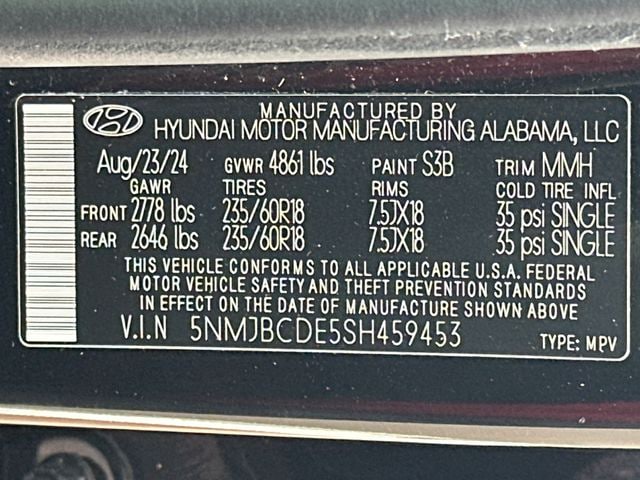 MANUFACTURED BY
HYUNDAI MOTOR MANUFACTURING ALABAMA, LLC
Aug/23/24 GVWR 4861 lbs PAINT S3B TRIM MMH
GAWR TIRES RIMS COLD TIRE INFL
FRONT 2778 lbs 235/60R18 7.5JX18 35 psi SINGLE
REAR 2646 lbs 235/60R18 7.5JX18 35 psi SINGLE
THIS VEHICLE CONFORMS TO ALL APPLICABLE U.S.A. FEDERAL
MOTOR VEHICLE SAFETY AND THEFT PREVENTION STANDARDS
IN EFFECT ON THE DATE OF MANUFACTURE SHOWN ABOVE
V.I.N 5NMJBCDE5SH459453 TYPE: MPV